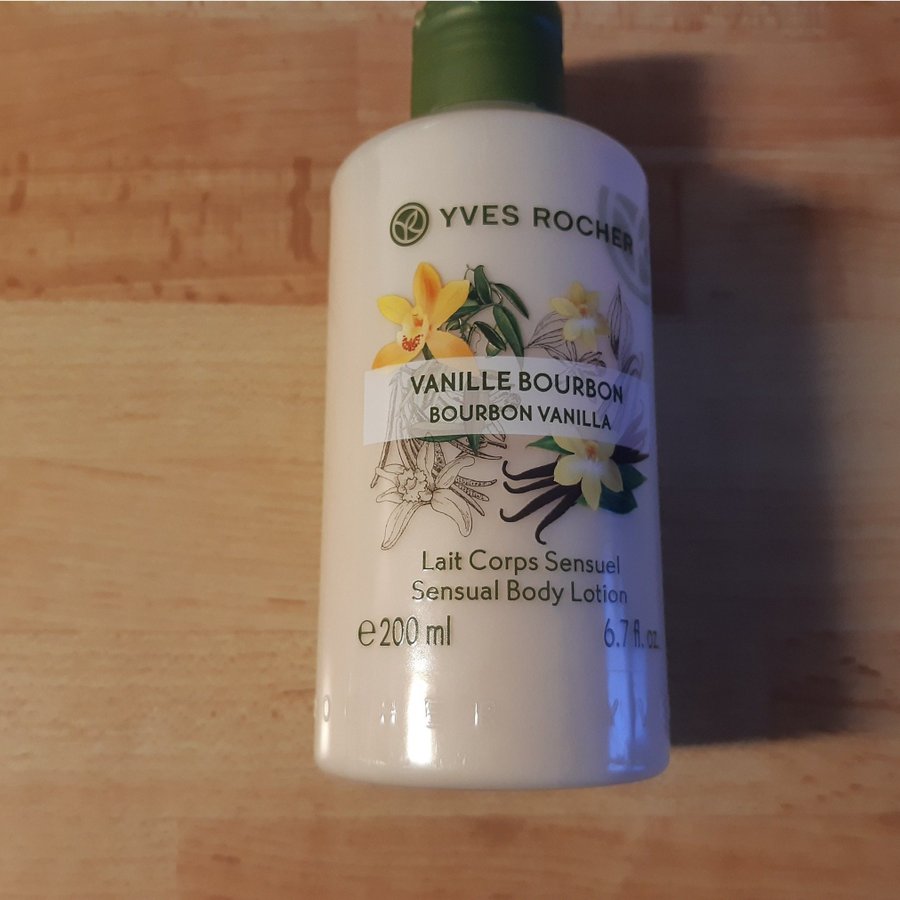 YVES ROCHER
VANILLE BOURBON
BOURBON VANILLA
Lait Corps Sensuel
Sensual Body Lotion
e 200 ml 6.7 fl. oz.